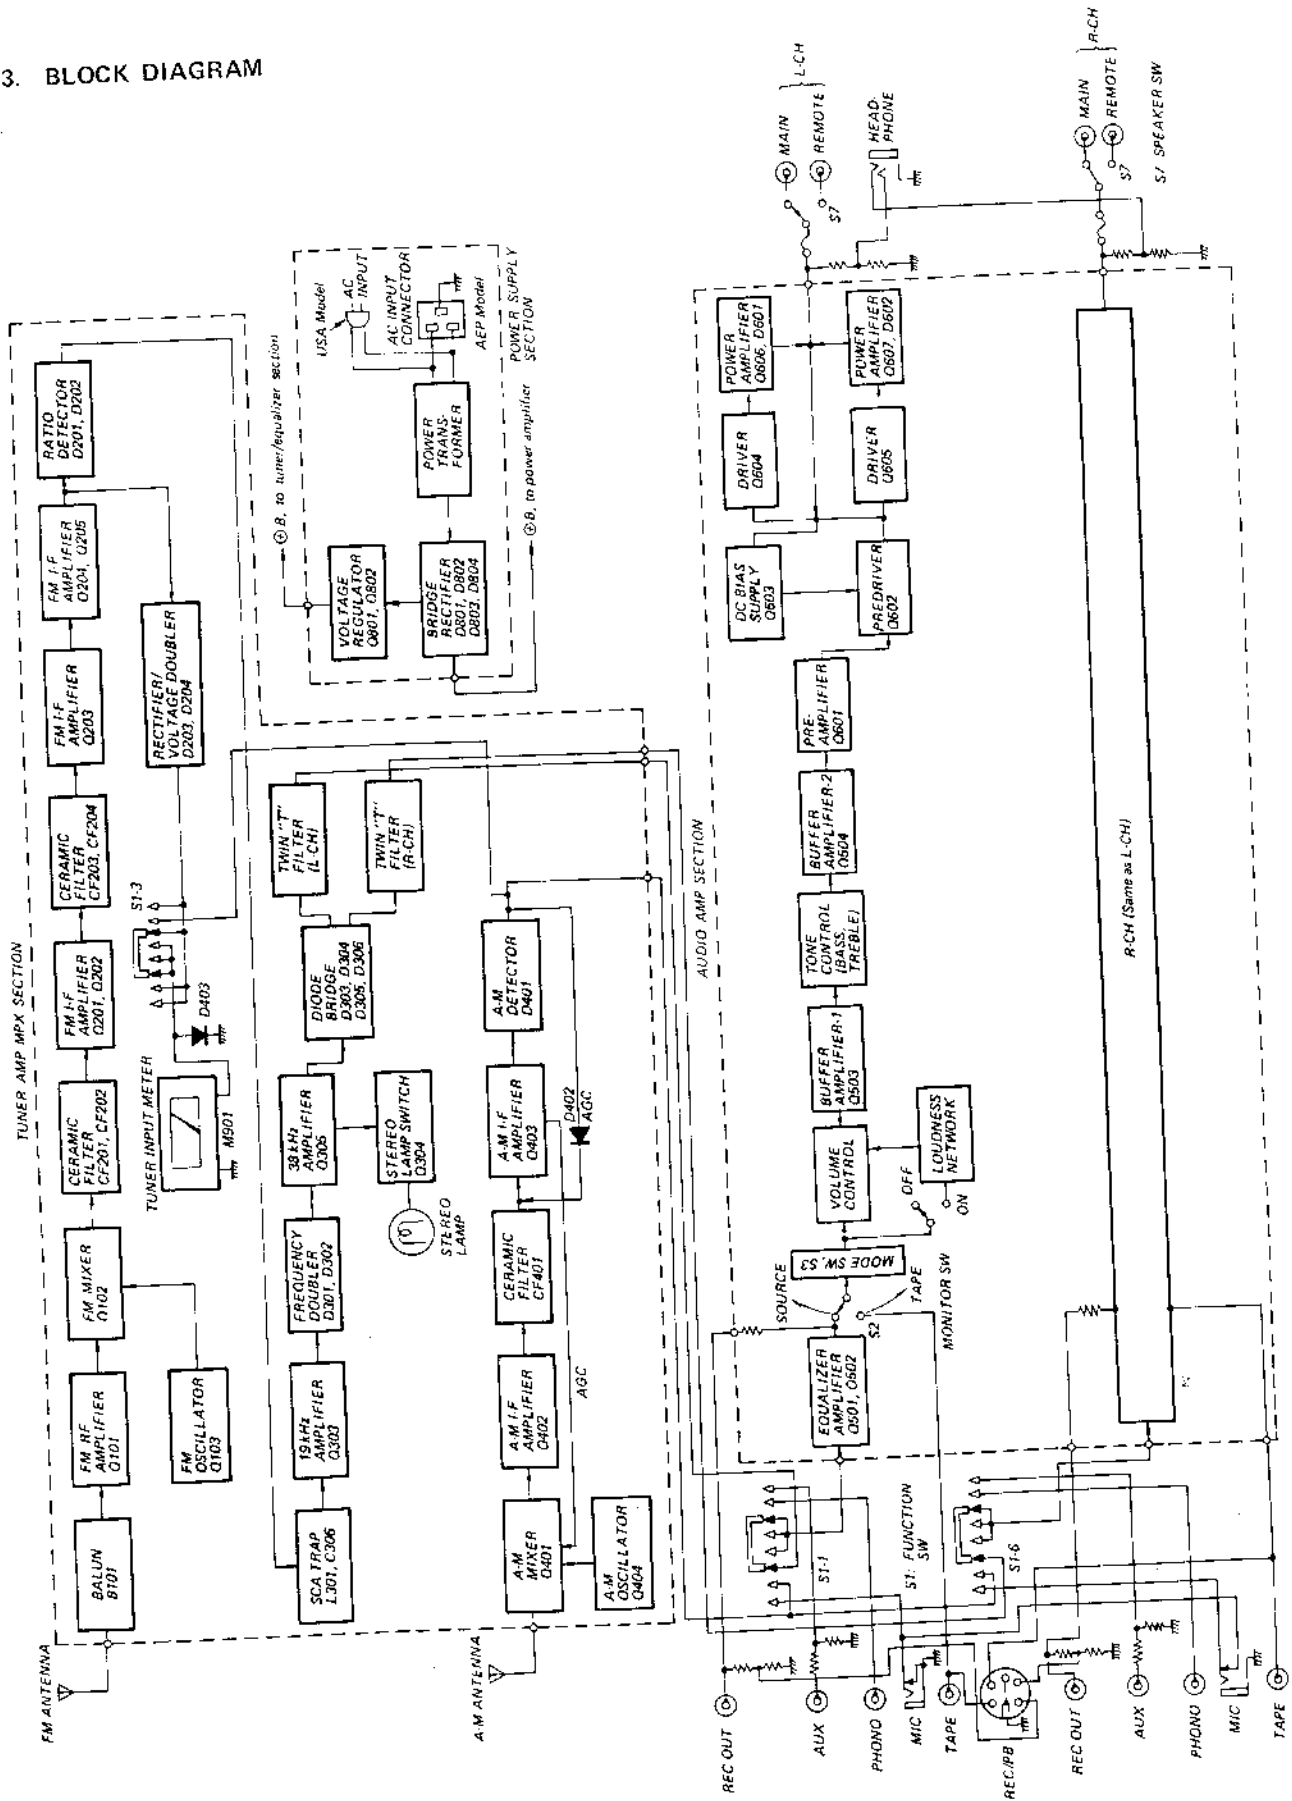 3. BLOCK DIAGRAM
TUNER AMP MPX SECTION
FM ANTENNA
BALUN
B101
FM RF
AMPLIFIER
Q101
FM MIXER
Q102
FM
OSCILLATOR
Q103
CERAMIC
FILTER
CF201, CF202
FM I-F
AMPLIFIER
Q201, Q202
CERAMIC
FILTER
CF203, CF204
FM I-F
AMPLIFIER
Q203
FM I-F
AMPLIFIER
Q204, Q205
RATIO
DETECTOR
D201, D202
RECTIFIER/
VOLTAGE DOUBLER
D203, D204
S1-3
D403
TUNER INPUT METER
M901
SCA TRAP
L301, C306
19 kHz
AMPLIFIER
Q303
FREQUENCY
DOUBLER
D301, D302
38 kHz
AMPLIFIER
Q305
STEREO
LAMP SWITCH
Q304
STEREO
LAMP
DIODE
BRIDGE
D303, D304
D305, D306
TWIN "T"
FILTER
(L-CH)
TWIN "T"
FILTER
(R-CH)
A-M ANTENNA
A-M
MIXER
Q401
A-M
OSCILLATOR
Q404
A-M I-F
AMPLIFIER
Q402
CERAMIC
FILTER
CF401
A-M I-F
AMPLIFIER
Q403
A-M
DETECTOR
D401
D402
AGC
AGC
USA Model
AC
INPUT
AC INPUT
CONNECTOR
AEP Model
POWER SUPPLY
SECTION
POWER
TRANS-
FORMER
BRIDGE
RECTIFIER
D801, D802
D803, D804
VOLTAGE
REGULATOR
Q801, Q802
⊕ B, to tuner/equalizer section
⊕ B, to power amplifier
AUDIO AMP SECTION
EQUALIZER
AMPLIFIER
Q501, Q502
SOURCE
TAPE
S2
MONITOR SW
MODE SW, S3
OFF
ON
VOLUME
CONTROL
LOUDNESS
NETWORK
BUFFER
AMPLIFIER-1
Q503
TONE
CONTROL
(BASS,
TREBLE)
BUFFER
AMPLIFIER-2
Q504
PRE-
AMPLIFIER
Q601
DC BIAS
SUPPLY
Q603
PREDRIVER
Q602
DRIVER
Q604
DRIVER
Q605
POWER
AMPLIFIER
Q606, D601
POWER
AMPLIFIER
Q607, D602
MAIN
REMOTE
L-CH
S7
HEAD-
PHONE
MAIN
REMOTE
R-CH
S7
S7 SPEAKER SW
R-CH (Same as L-CH)
S1-1
S1: FUNCTION
SW
S1-6
REC OUT
AUX
PHONO
MIC
TAPE
REC/PB
REC OUT
AUX
PHONO
MIC
TAPE